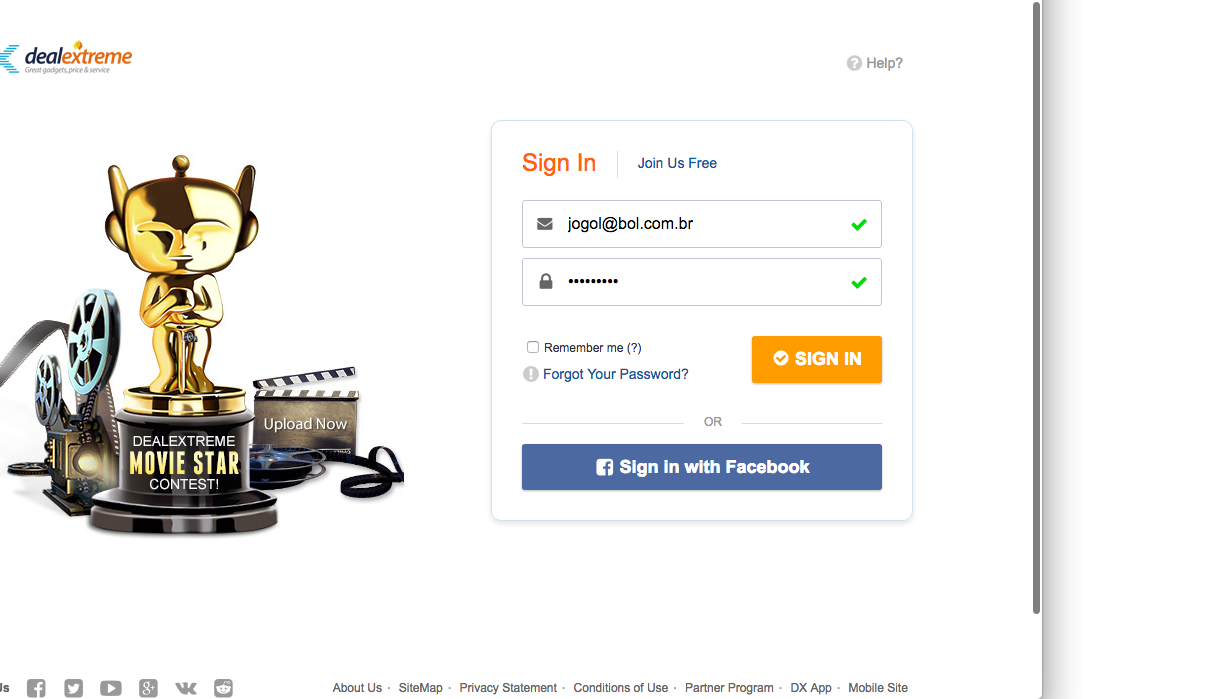 dealextreme
Great gadgets, price & service
Help?
Sign In
Join Us Free
jogol@bol.com.br
•••••••••
Remember me (?)
SIGN IN
Forgot Your Password?
OR
Sign in with Facebook
Upload Now
DEALEXTREME
MOVIE STAR
CONTEST!
Us
About Us · SiteMap · Privacy Statement · Conditions of Use · Partner Program · DX App · Mobile Site